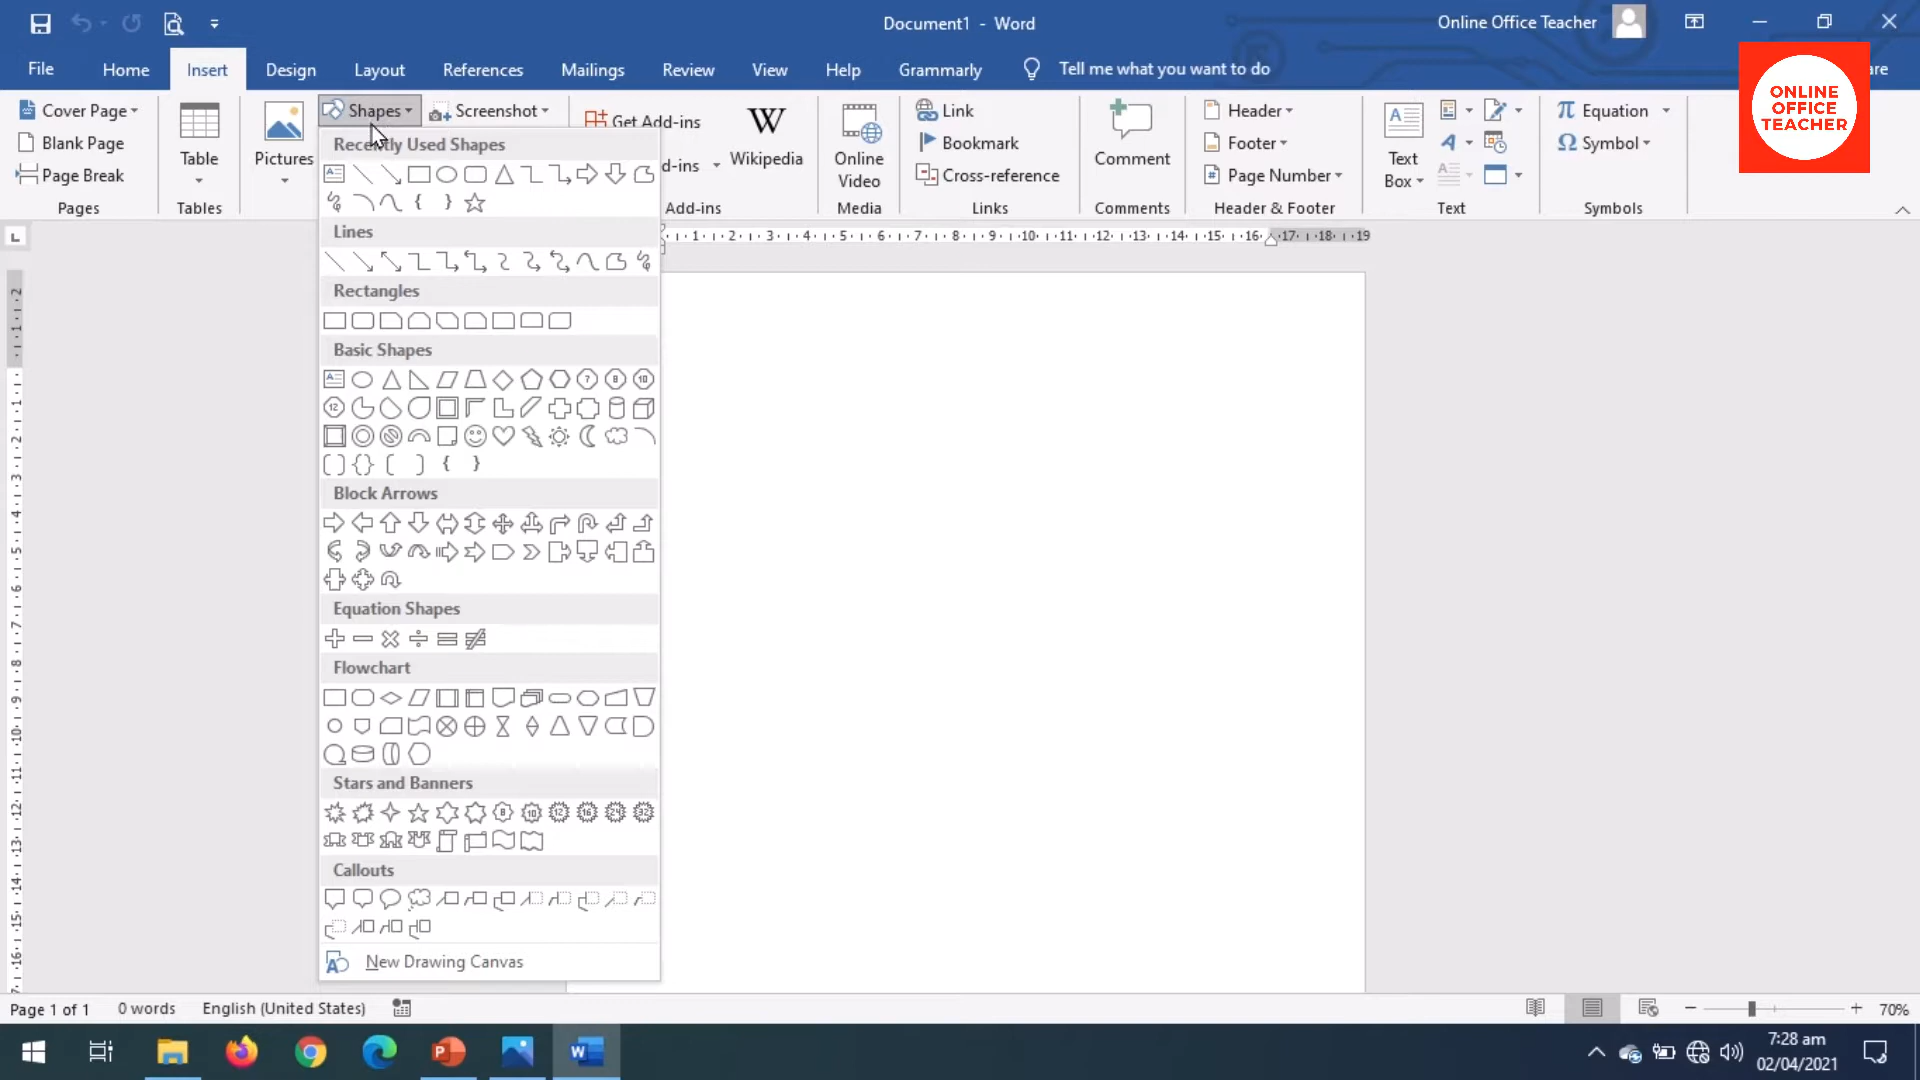 Document1 - Word
Online Office Teacher
File Home Insert Design Layout References Mailings Review View Help Grammarly Tell me what you want to do
ONLINE
OFFICE
TEACHER
are
Cover Page
Blank Page
Page Break
Pages
Table
Tables
Pictures
Shapes
Screenshot
Get Add-ins
d-ins
Add-ins
Wikipedia
Online
Video
Media
Link
Bookmark
Cross-reference
Links
Comment
Comments
Header
Footer
Page Number
Header & Footer
Text
Box
Text
Equation
Symbol
Symbols
Recently Used Shapes
Lines
Rectangles
Basic Shapes
Block Arrows
Equation Shapes
Flowchart
Stars and Banners
Callouts
New Drawing Canvas
Page 1 of 1 0 words English (United States)
70%
7:28 am
02/04/2021